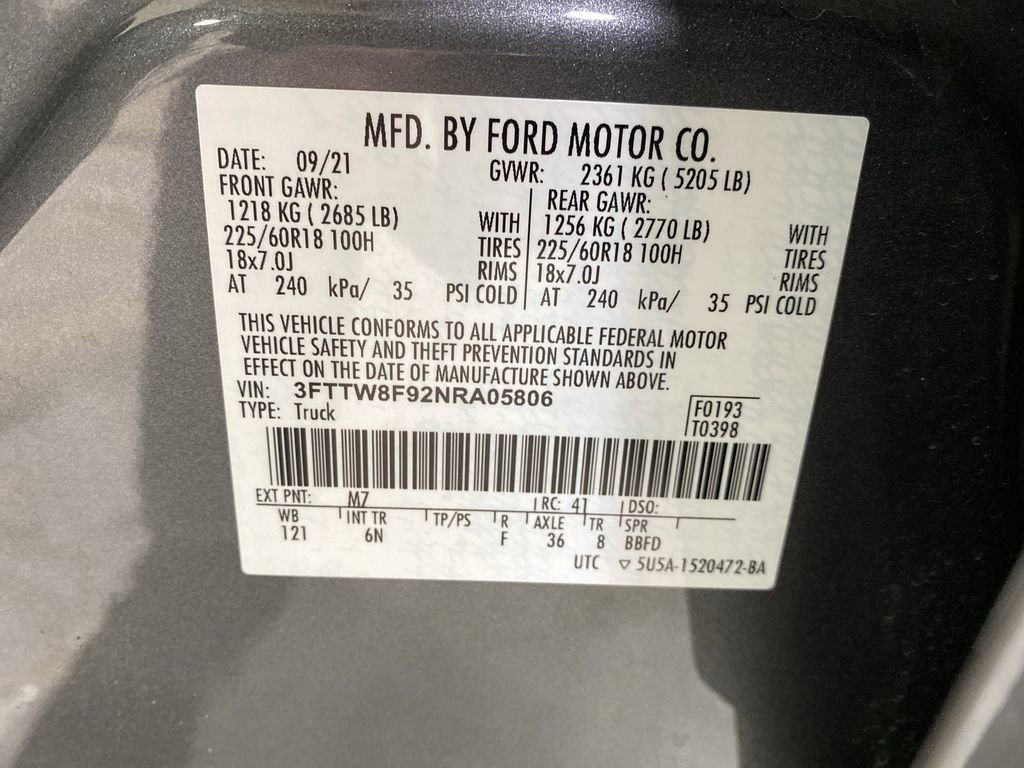 MFD. BY FORD MOTOR CO.
DATE: 09/21 GVWR: 2361 KG ( 5205 LB)
FRONT GAWR: REAR GAWR:
1218 KG ( 2685 LB) WITH 1256 KG ( 2770 LB) WITH
225/60R18 100H TIRES 225/60R18 100H TIRES
18x7.0J RIMS 18x7.0J RIMS
AT 240 kPa/ 35 PSI COLD AT 240 kPa/ 35 PSI COLD
THIS VEHICLE CONFORMS TO ALL APPLICABLE FEDERAL MOTOR
VEHICLE SAFETY AND THEFT PREVENTION STANDARDS IN
EFFECT ON THE DATE OF MANUFACTURE SHOWN ABOVE.
VIN: 3FTTW8F92NRA05806
TYPE: Truck F0193
T0398
EXT PNT: M7 RC: 41 DSO:
WB INT TR TP/PS R AXLE TR SPR
121 6N F 36 8 BBFD
UTC ▽ 5U5A-1520472-BA